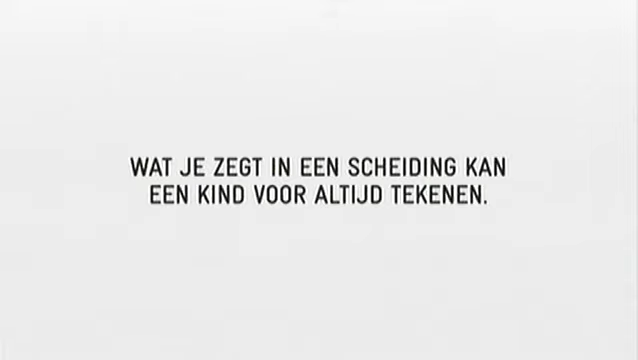 WAT JE ZEGT IN EEN SCHEIDING KAN
EEN KIND VOOR ALTIJD TEKENEN.